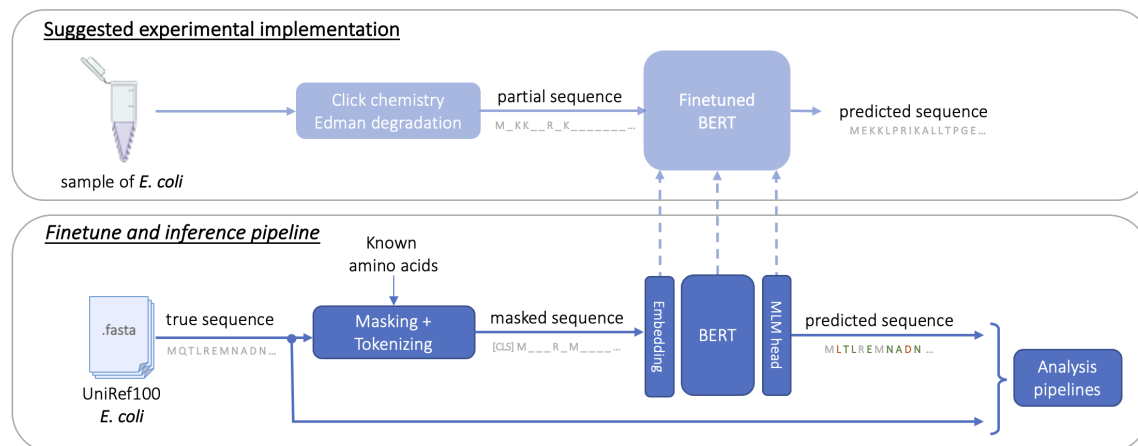 Suggested experimental implementation
Click chemistry
Edman degradation
partial sequence
M_KK__R_K_______…
Finetuned
BERT
predicted sequence
MEKKLPRIKALLTPGE…
sample of E. coli
Finetune and inference pipeline
Known
amino acids
.fasta
true sequence
MQTLREMNADN…
UniRef100
E. coli
Masking +
Tokenizing
masked sequence
[CLS] M___R_M____…
Embedding
BERT
MLM head
predicted sequence
MLTLREMNADN …
Analysis
pipelines